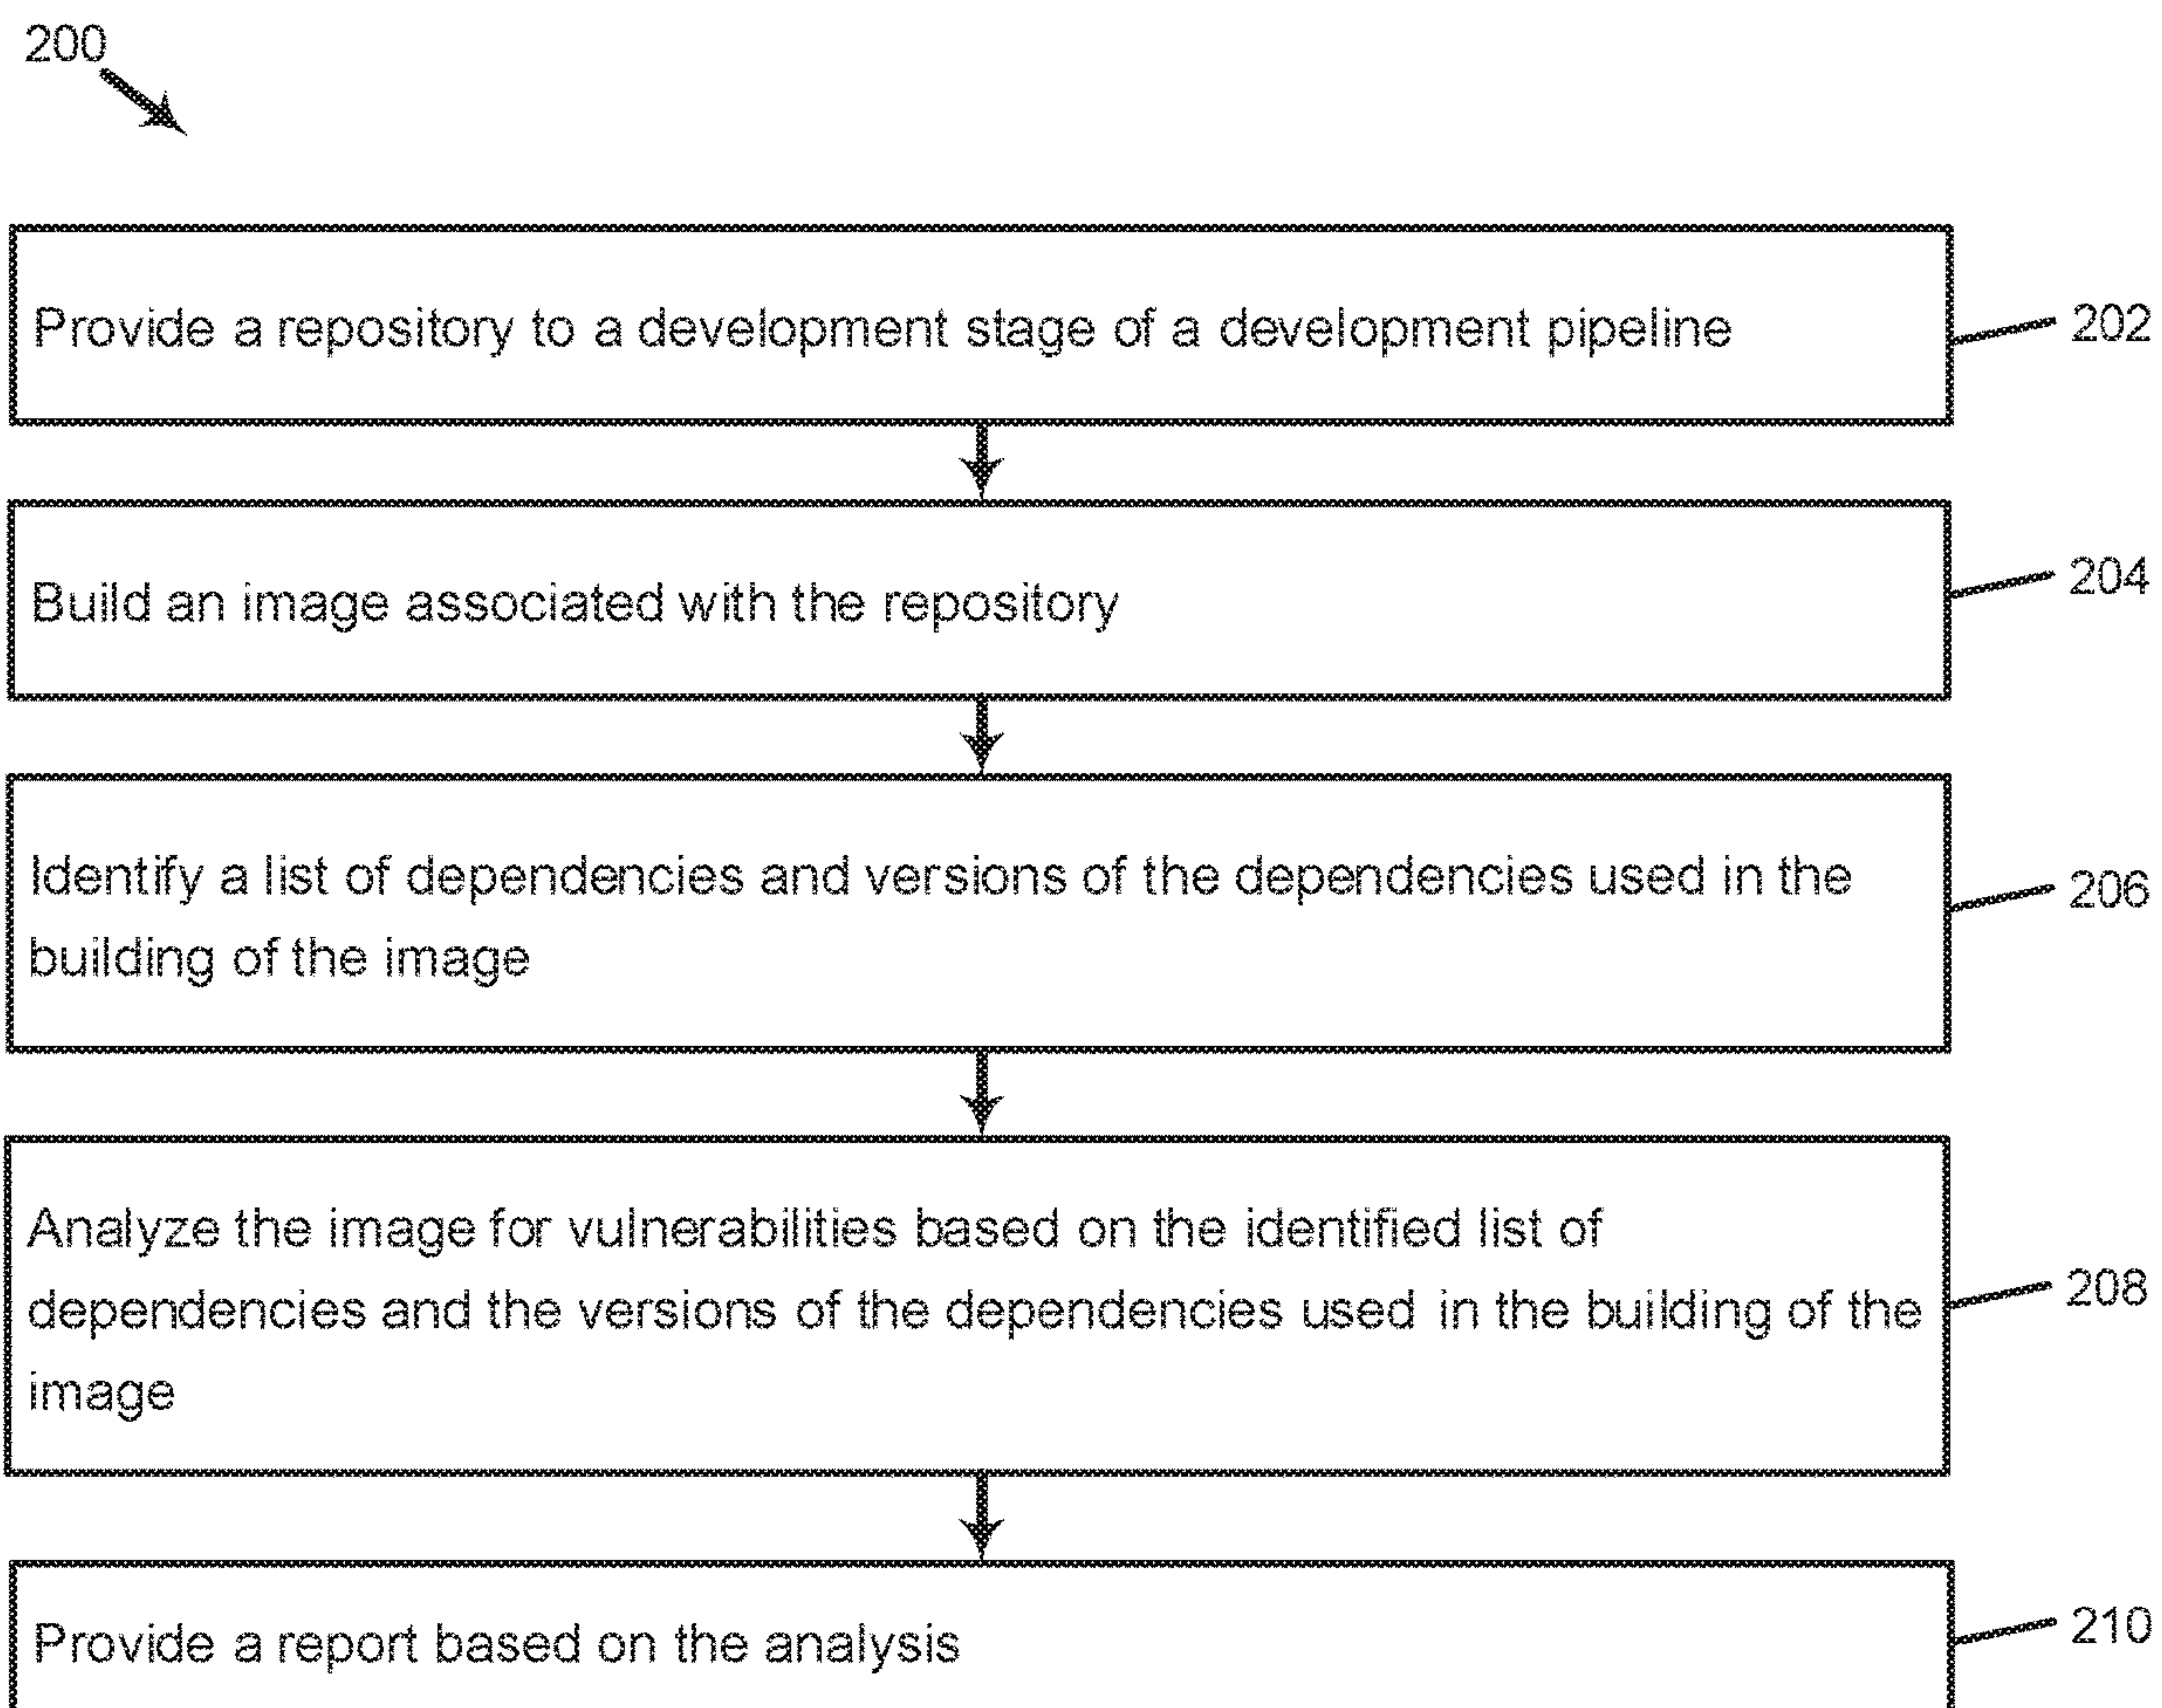 200
Provide a repository to a development stage of a development pipeline
202
Build an image associated with the repository
204
Identify a list of dependencies and versions of the dependencies used in the
building of the image
206
Analyze the image for vulnerabilities based on the identified list of
dependencies and the versions of the dependencies used in the building of the
image
208
Provide a report based on the analysis
210